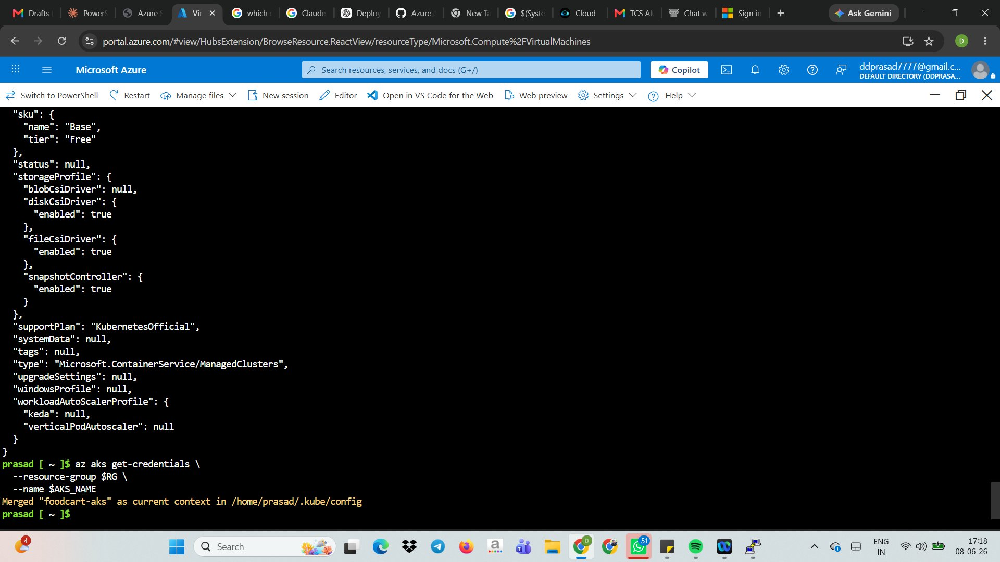 Drafts
PowerS
Azure S
Vir
which c
Claude
Deploy
Azure-
New Ta
$(Syste
Cloud
TCS Al
Chat w
Sign in
Ask Gemini
portal.azure.com/#view/HubsExtension/BrowseResource.ReactView/resourceType/Microsoft.Compute%2FVirtualMachines
D
Microsoft Azure
Search resources, services, and docs (G+/)
Copilot
ddprasad7777@gmail.c...
DEFAULT DIRECTORY (DDPRASA...
Switch to PowerShell
Restart
Manage files
New session
Editor
Open in VS Code for the Web
Web preview
Settings
Help
"sku": {
"name": "Base",
"tier": "Free"
},
"status": null,
"storageProfile": {
"blobCsiDriver": null,
"diskCsiDriver": {
"enabled": true
},
"fileCsiDriver": {
"enabled": true
},
"snapshotController": {
"enabled": true
}
},
"supportPlan": "KubernetesOfficial",
"systemData": null,
"tags": null,
"type": "Microsoft.ContainerService/ManagedClusters",
"upgradeSettings": null,
"windowsProfile": null,
"workloadAutoScalerProfile": {
"keda": null,
"verticalPodAutoscaler": null
}
}
prasad [ ~ ]$ az aks get-credentials \
--resource-group $RG \
--name $AKS_NAME
Merged "foodcart-aks" as current context in /home/prasad/.kube/config
prasad [ ~ ]$
4
Search
D
51
ENG
IN
17:18
08-06-26